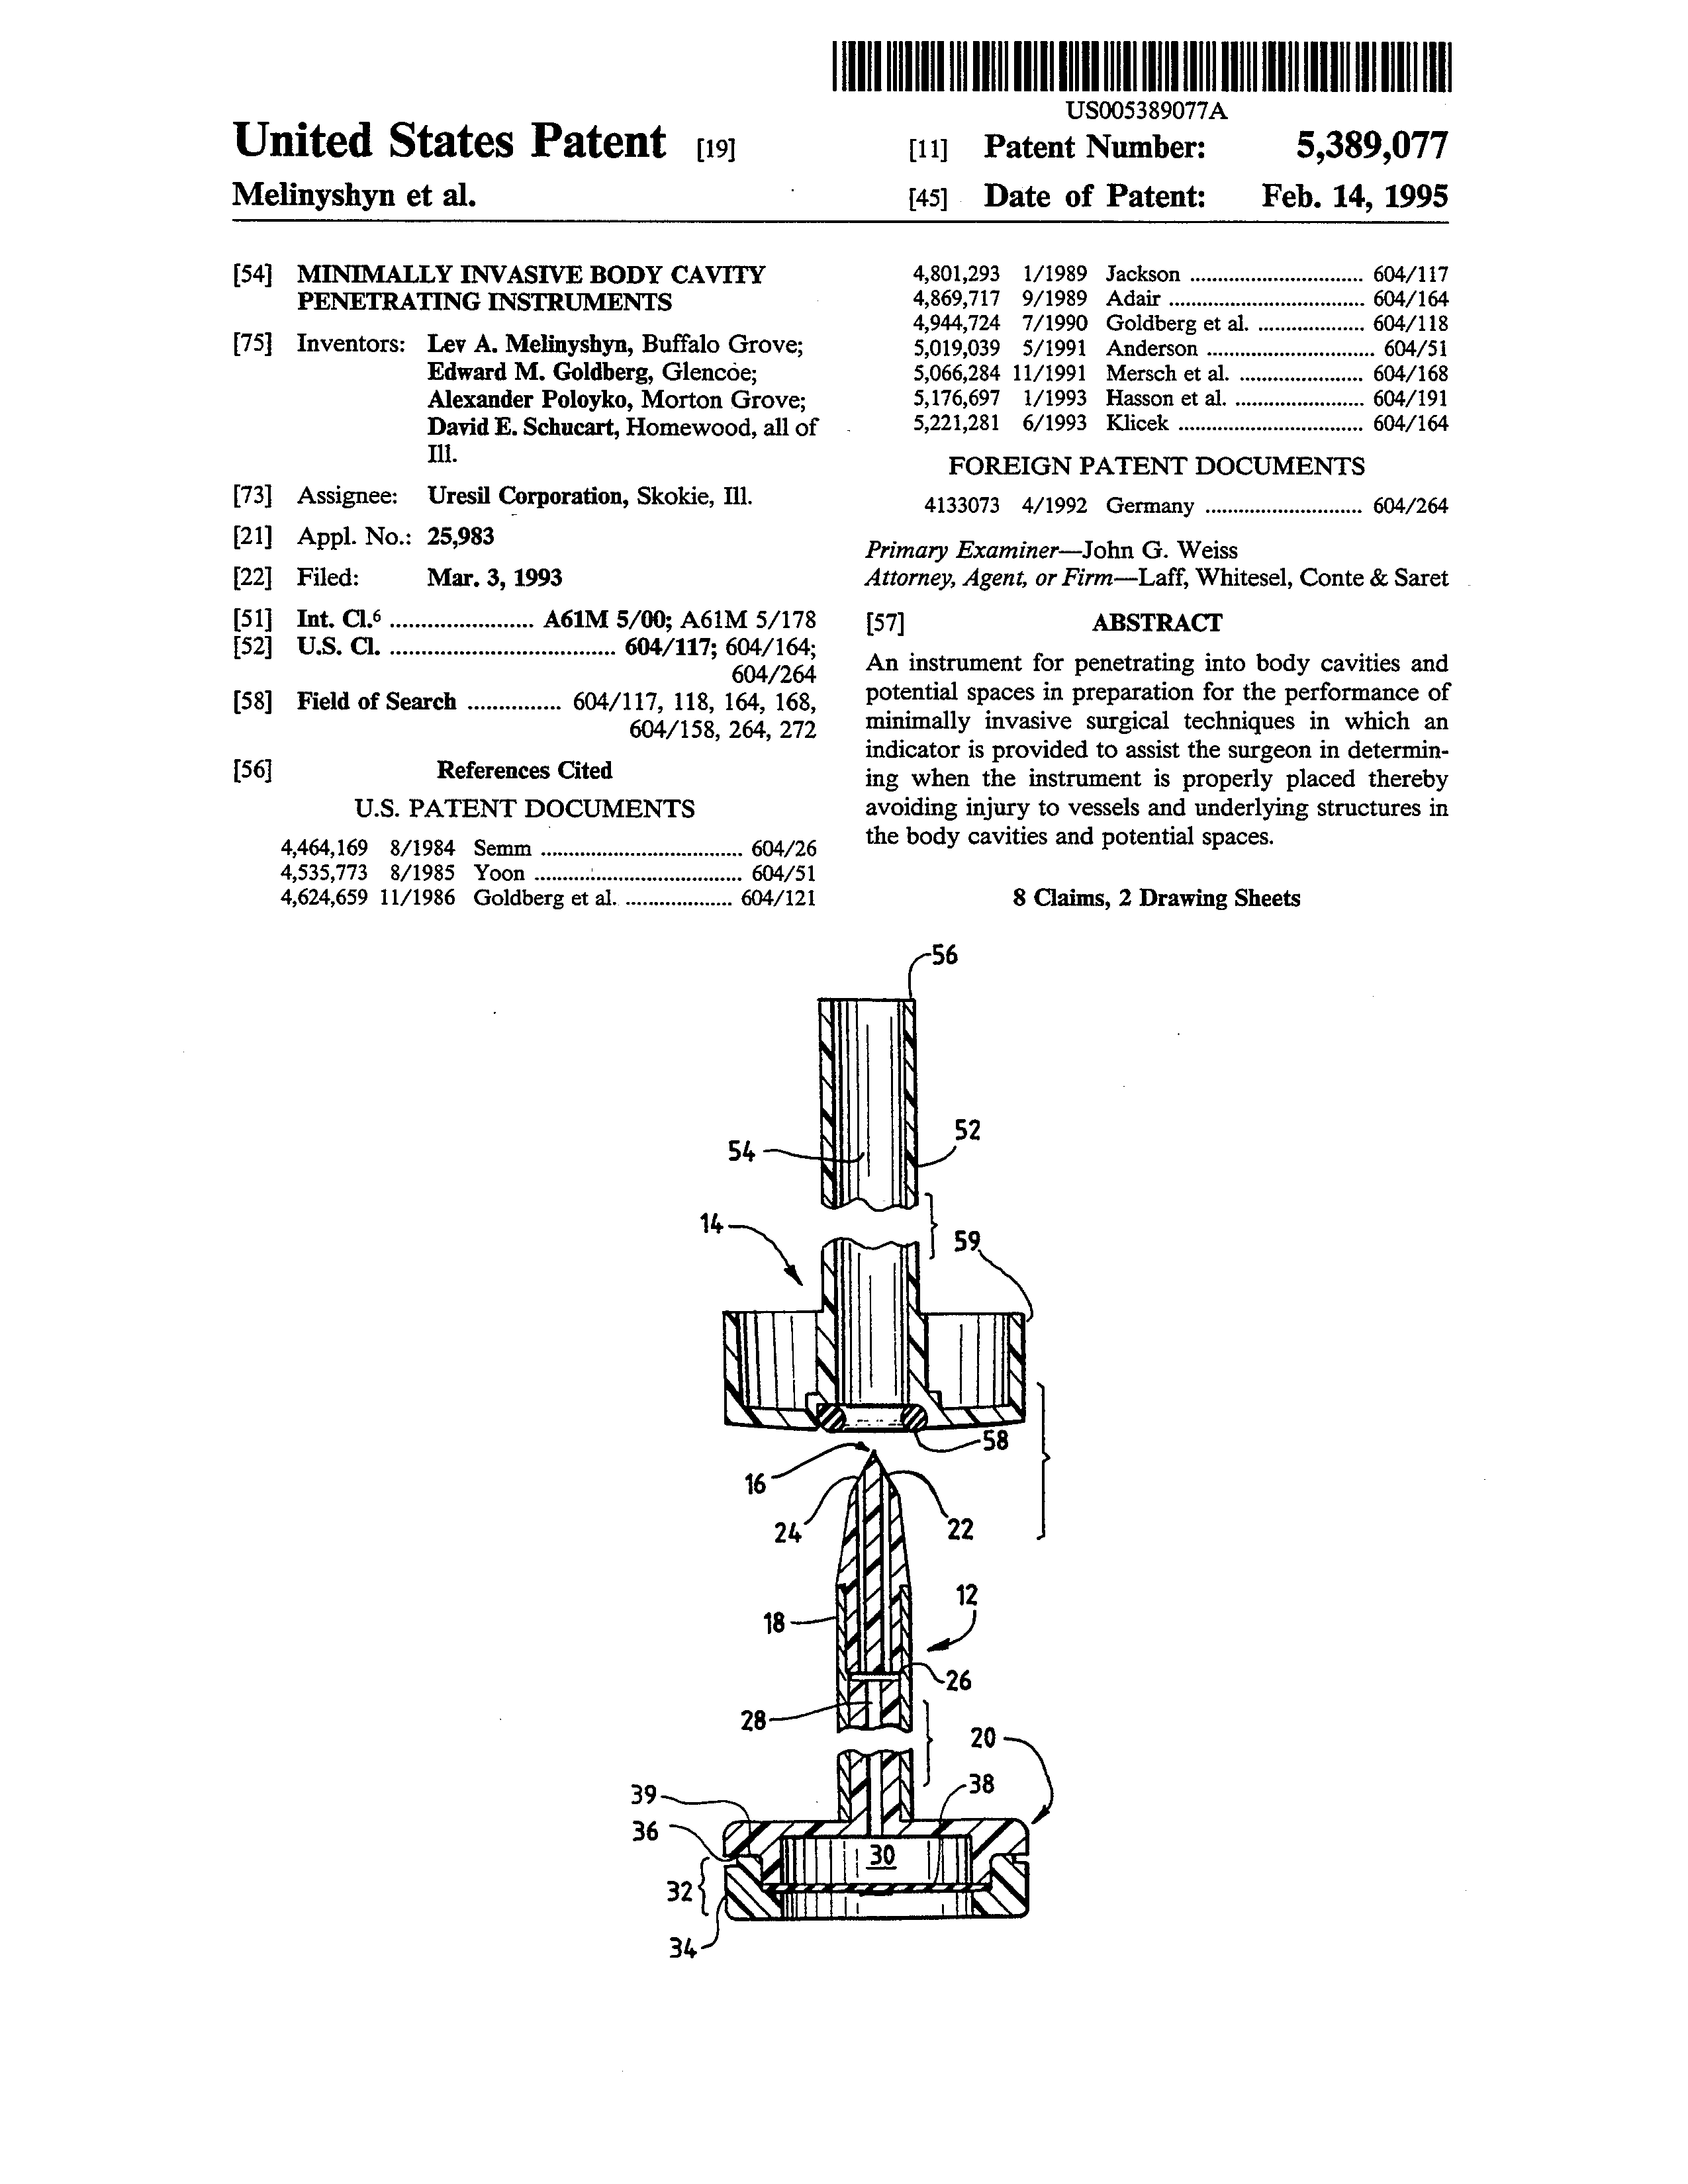 US005389077A
United States Patent [19]
Melinyshyn et al.
[11] Patent Number: 5,389,077
[45] Date of Patent: Feb. 14, 1995
[54] MINIMALLY INVASIVE BODY CAVITY
PENETRATING INSTRUMENTS
[75] Inventors: Lev A. Melinyshyn, Buffalo Grove;
Edward M. Goldberg, Glencoe;
Alexander Poloyko, Morton Grove;
David E. Schucart, Homewood, all of
Ill.
[73] Assignee: Uresil Corporation, Skokie, Ill.
[21] Appl. No.: 25,983
[22] Filed: Mar. 3, 1993
[51] Int. Cl.6 ...................... A61M 5/00; A61M 5/178
[52] U.S. Cl. .................................... 604/117; 604/164;
604/264
[58] Field of Search ............... 604/117, 118, 164, 168,
604/158, 264, 272
[56] References Cited
U.S. PATENT DOCUMENTS
4,464,169 8/1984 Semm ...................................... 604/26
4,535,773 8/1985 Yoon ....................................... 604/51
4,624,659 11/1986 Goldberg et al. .................... 604/121
4,801,293 1/1989 Jackson ................................ 604/117
4,869,717 9/1989 Adair .................................... 604/164
4,944,724 7/1990 Goldberg et al. ................... 604/118
5,019,039 5/1991 Anderson ............................... 604/51
5,066,284 11/1991 Mersch et al. ....................... 604/168
5,176,697 1/1993 Hasson et al. ........................ 604/191
5,221,281 6/1993 Klicek .................................. 604/164
FOREIGN PATENT DOCUMENTS
4133073 4/1992 Germany ............................. 604/264
Primary Examiner—John G. Weiss
Attorney, Agent, or Firm—Laff, Whitesel, Conte & Saret
[57] ABSTRACT
An instrument for penetrating into body cavities and
potential spaces in preparation for the performance of
minimally invasive surgical techniques in which an
indicator is provided to assist the surgeon in determin-
ing when the instrument is properly placed thereby
avoiding injury to vessels and underlying structures in
the body cavities and potential spaces.
8 Claims, 2 Drawing Sheets
56
52
54
14
59
58
16
24
22
12
18
26
28
20
38
39
36
30
32
34